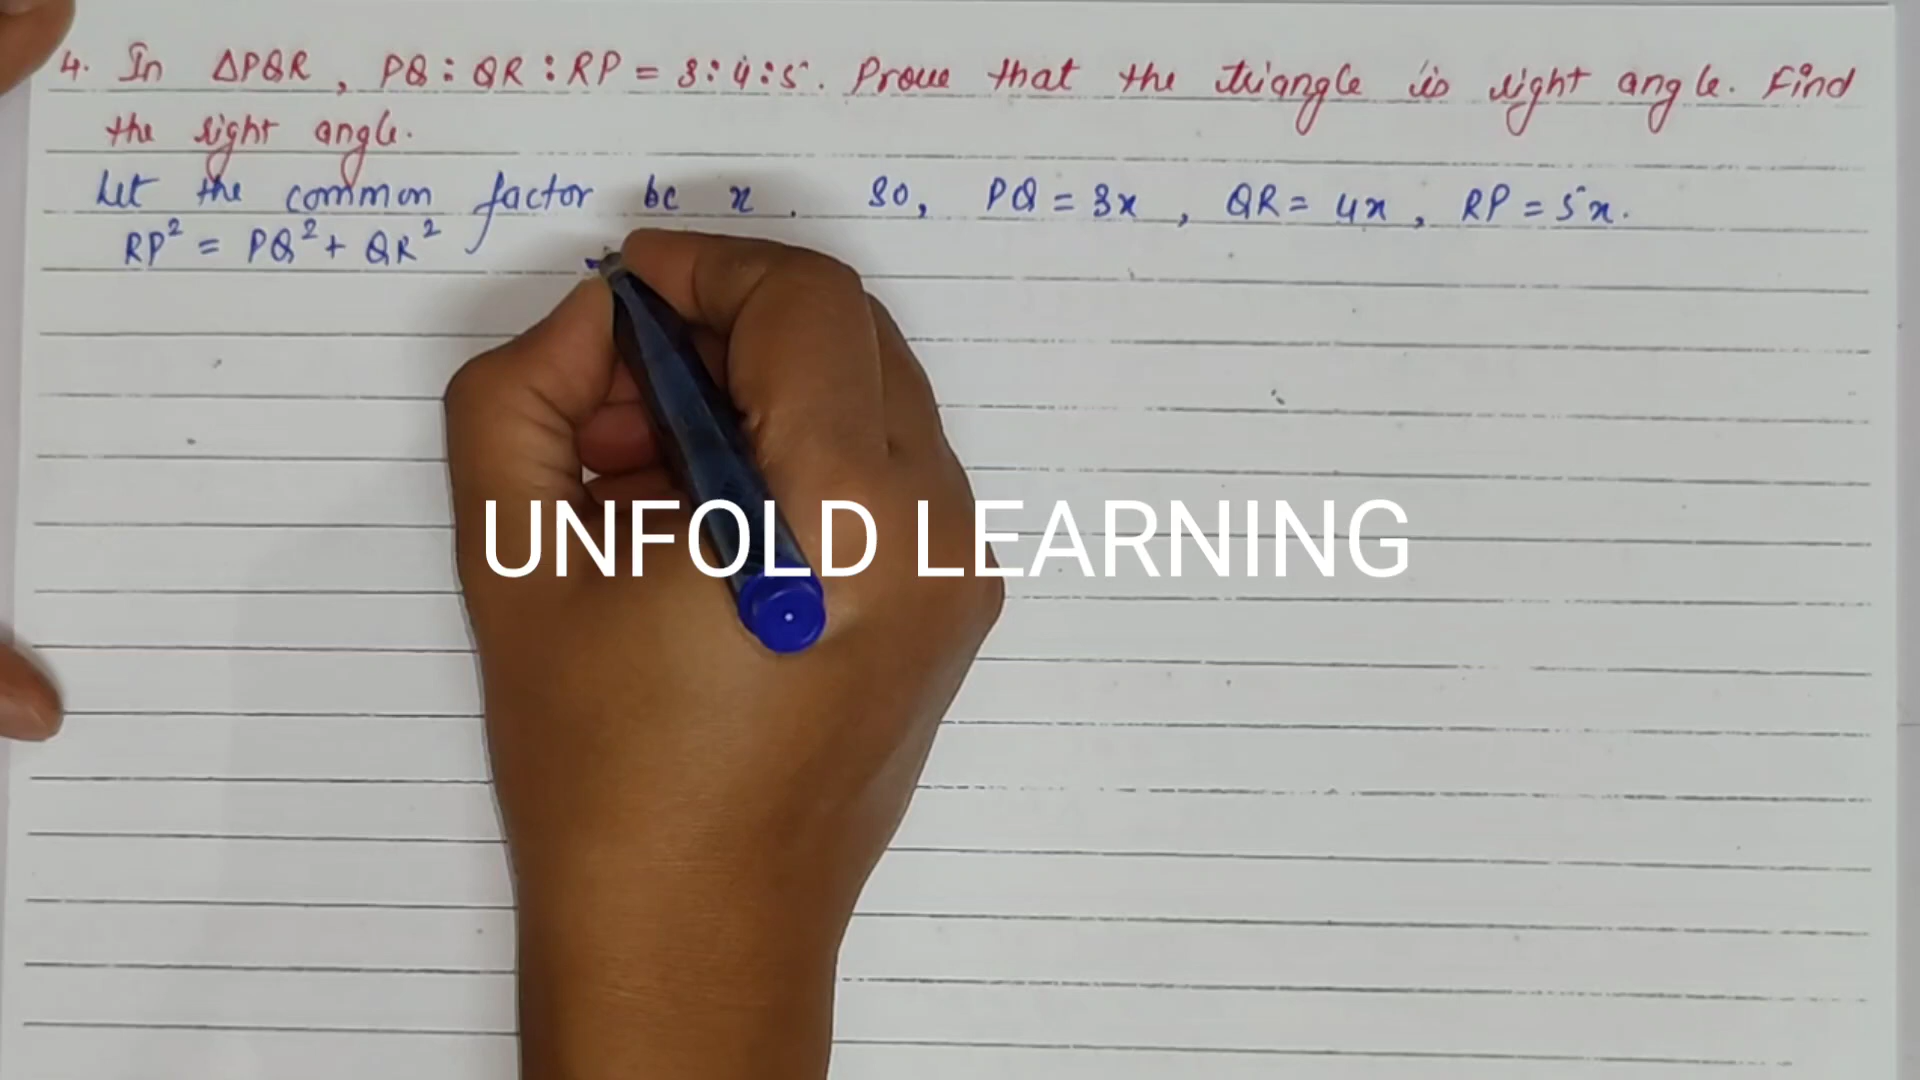 4. In ΔPQR, PQ : QR : RP = 3 : 4 : 5. Prove that the triangle is right angle. Find
the right angle.
Let the common factor be x. So, PQ = 3x, QR = 4x, RP = 5x.
RP² = PQ² + QR²
UNFOLD LEARNING